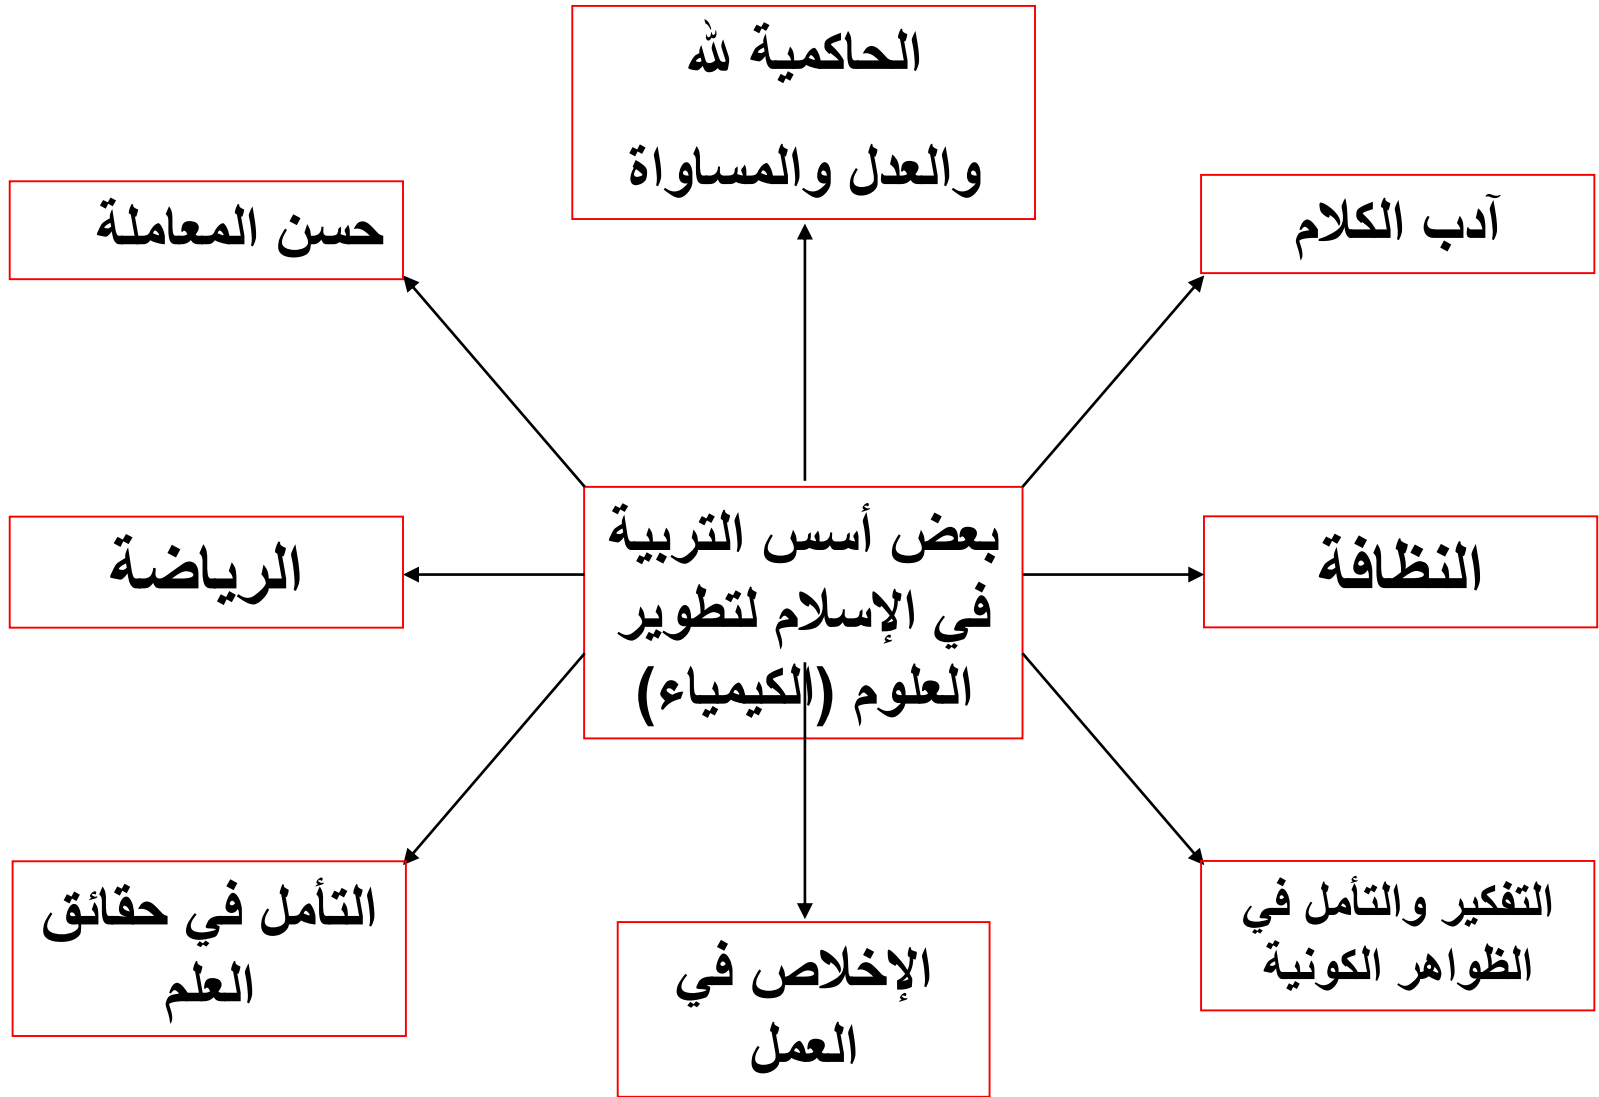 الحاكمية لله
والعدل والمساواة
آدب الكلام
حسن المعاملة
بعض أسس التربية
في الإسلام لتطوير
العلوم (الكيمياء)
النظافة
الرياضة
التفكير والتأمل في
الظواهر الكونية
الإخلاص في
العمل
التأمل في حقائق
العلم